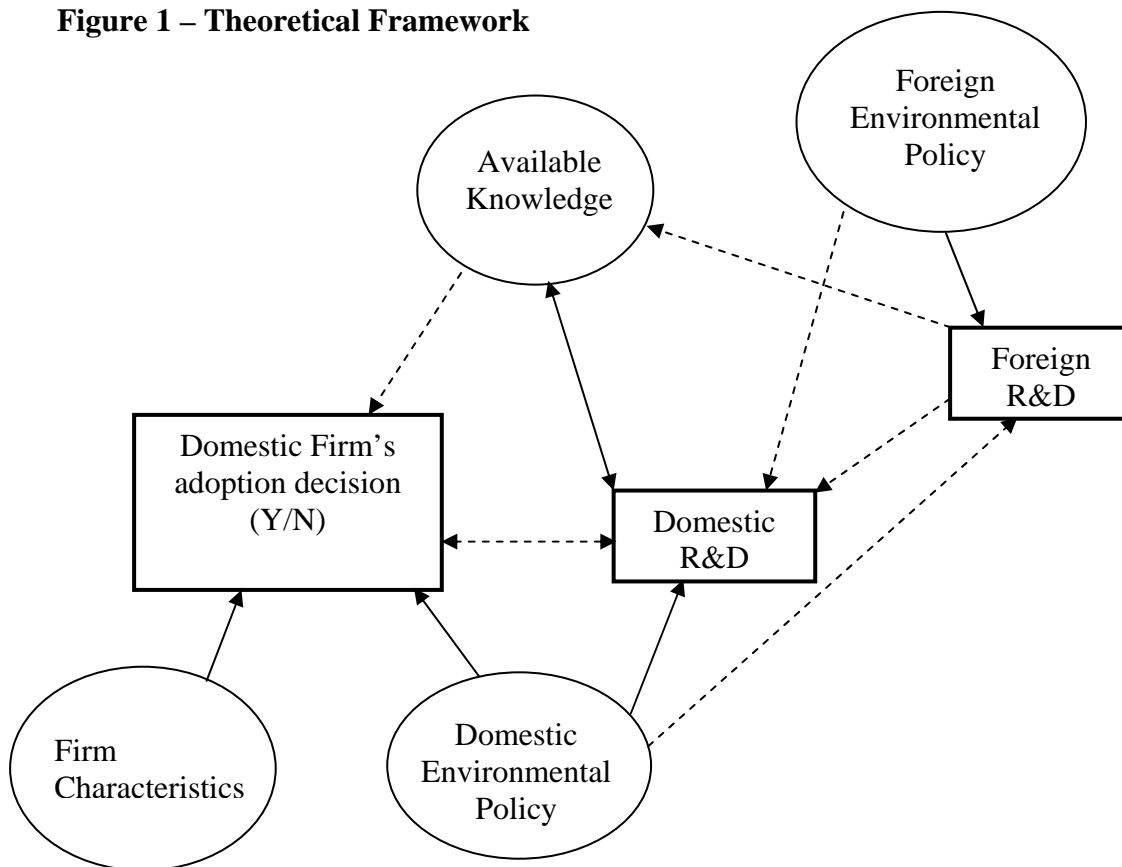 Figure 1 – Theoretical Framework
Foreign
Environmental
Policy
Available
Knowledge
Foreign
R&D
Domestic Firm’s
adoption decision
(Y/N)
Domestic
R&D
Firm
Characteristics
Domestic
Environmental
Policy